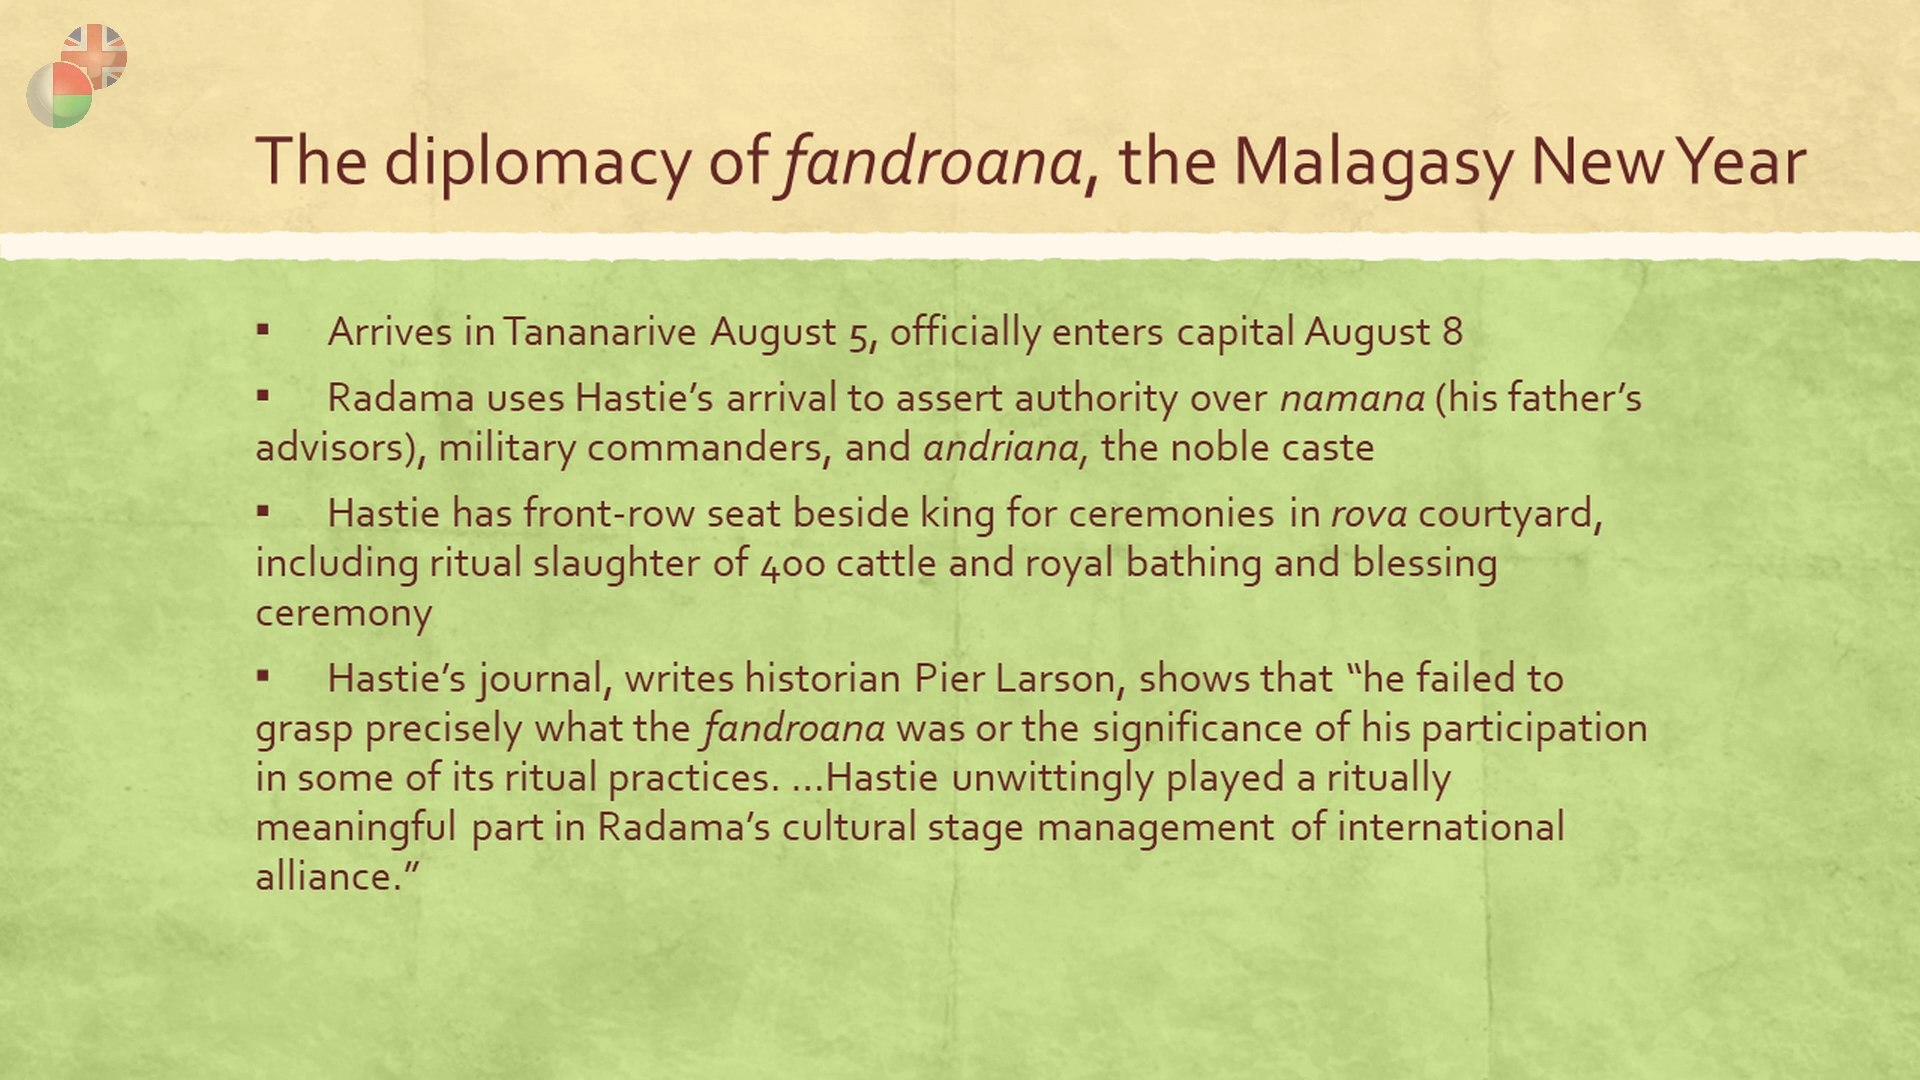 The diplomacy of fandroana, the Malagasy New Year
▪ Arrives in Tananarive August 5, officially enters capital August 8
▪ Radama uses Hastie’s arrival to assert authority over namana (his father’s
advisors), military commanders, and andriana, the noble caste
▪ Hastie has front-row seat beside king for ceremonies in rova courtyard,
including ritual slaughter of 400 cattle and royal bathing and blessing
ceremony
▪ Hastie’s journal, writes historian Pier Larson, shows that “he failed to
grasp precisely what the fandroana was or the significance of his participation
in some of its ritual practices. ...Hastie unwittingly played a ritually
meaningful part in Radama’s cultural stage management of international
alliance.”